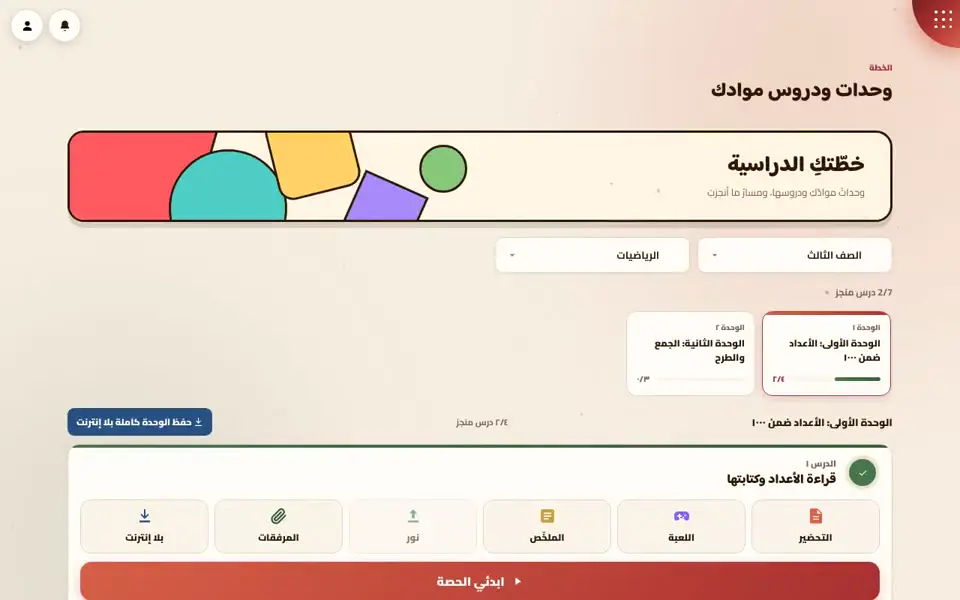 الخطة
وحدات ودروس موادك
خطّتكِ الدراسية
وحداتُ موادّكِ ودروسها، ومسارُ ما أنجزتِ
الصف الثالث
الرياضيات
2/7 درس منجز
الوحدة ١
الوحدة الأولى: الأعداد
ضمن ١٠٠٠
٢/٤
الوحدة ٢
الوحدة الثانية: الجمع
والطرح
٠/٣
الوحدة الأولى: الأعداد ضمن ١٠٠٠
٢/٤ درس منجز
حفظ الوحدة كاملة بلا إنترنت
الدرس ١
قراءة الأعداد وكتابتها
التحضير
اللعبة
الملخّص
نور
المرفقات
بلا إنترنت
ابدئي الحصة